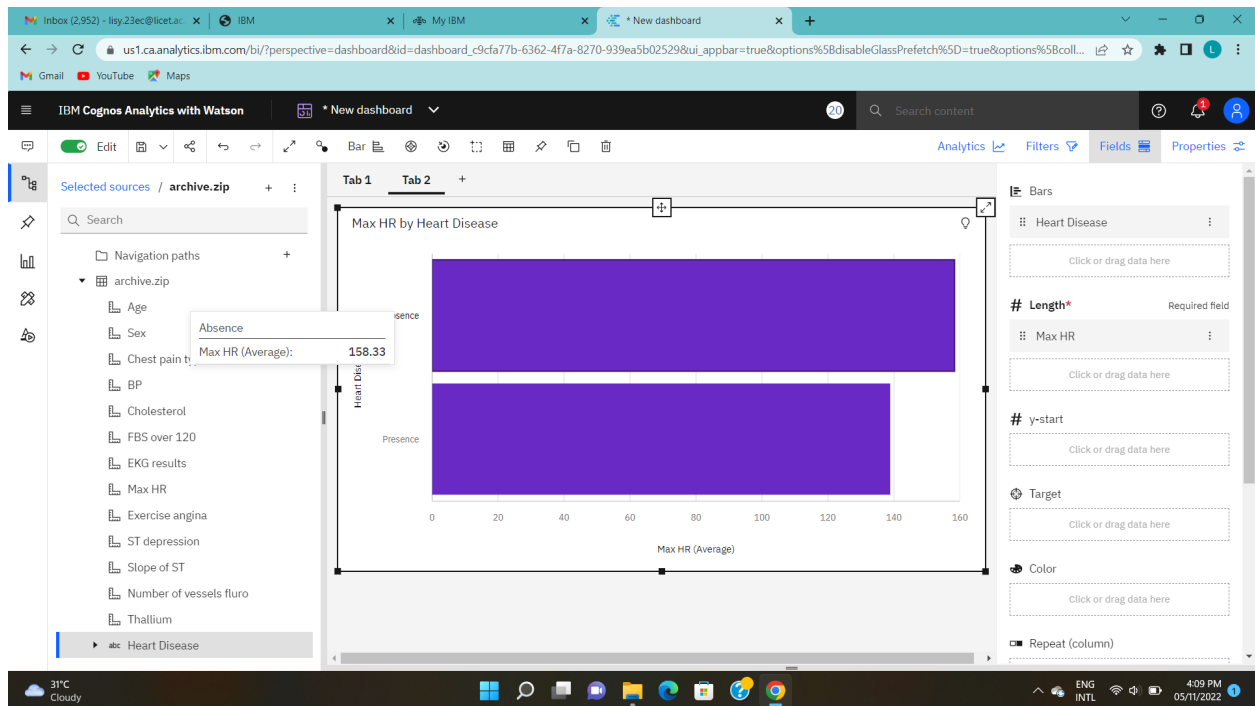 Inbox (2,952) - lisy.23ec@licet.ac
IBM
My IBM
* New dashboard
us1.ca.analytics.ibm.com/bi/?perspective=dashboard&id=dashboard_c9cfa77b-6362-4f7a-8270-939ea5b02529&ui_appbar=true&options%5BdisableGlassPrefetch%5D=true&options%5Bcoll...
L
Gmail
YouTube
Maps
IBM Cognos Analytics with Watson
* New dashboard
20
Search content
1
Edit
Bar
Analytics
Filters
Fields
Properties
Selected sources / archive.zip
Search
Navigation paths
archive.zip
Age
Sex
Chest pain ty
BP
Cholesterol
FBS over 120
EKG results
Max HR
Exercise angina
ST depression
Slope of ST
Number of vessels fluro
Thallium
abc Heart Disease
Tab 1
Tab 2
Max HR by Heart Disease
Absence
Max HR (Average): 158.33
sence
Presence
Heart Dise
0 20 40 60 80 100 120 140 160
Max HR (Average)
Bars
Heart Disease
Click or drag data here
# Length* Required field
Max HR
Click or drag data here
# y-start
Click or drag data here
Target
Click or drag data here
Color
Click or drag data here
Repeat (column)
31°C
Cloudy
ENG
INTL
4:09 PM
05/11/2022
1